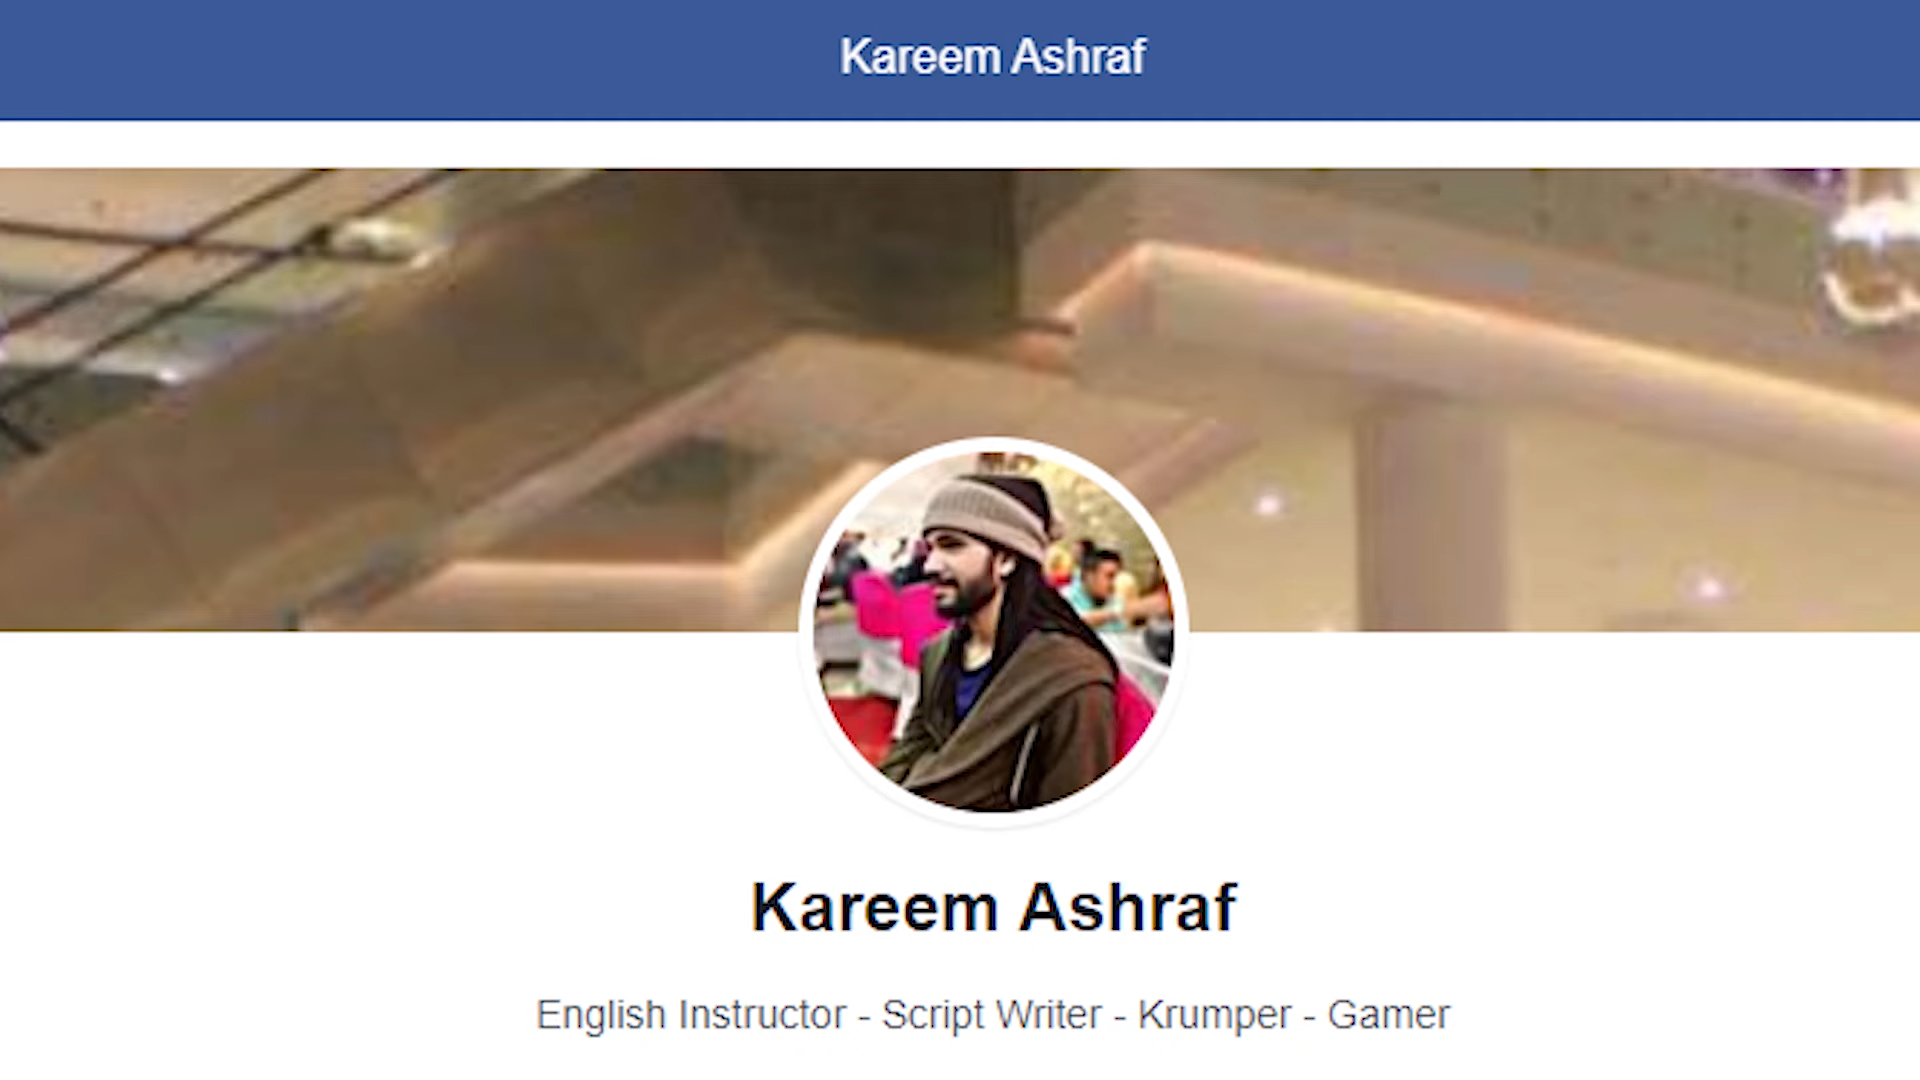 Kareem Ashraf
Kareem Ashraf
English Instructor - Script Writer - Krumper - Gamer